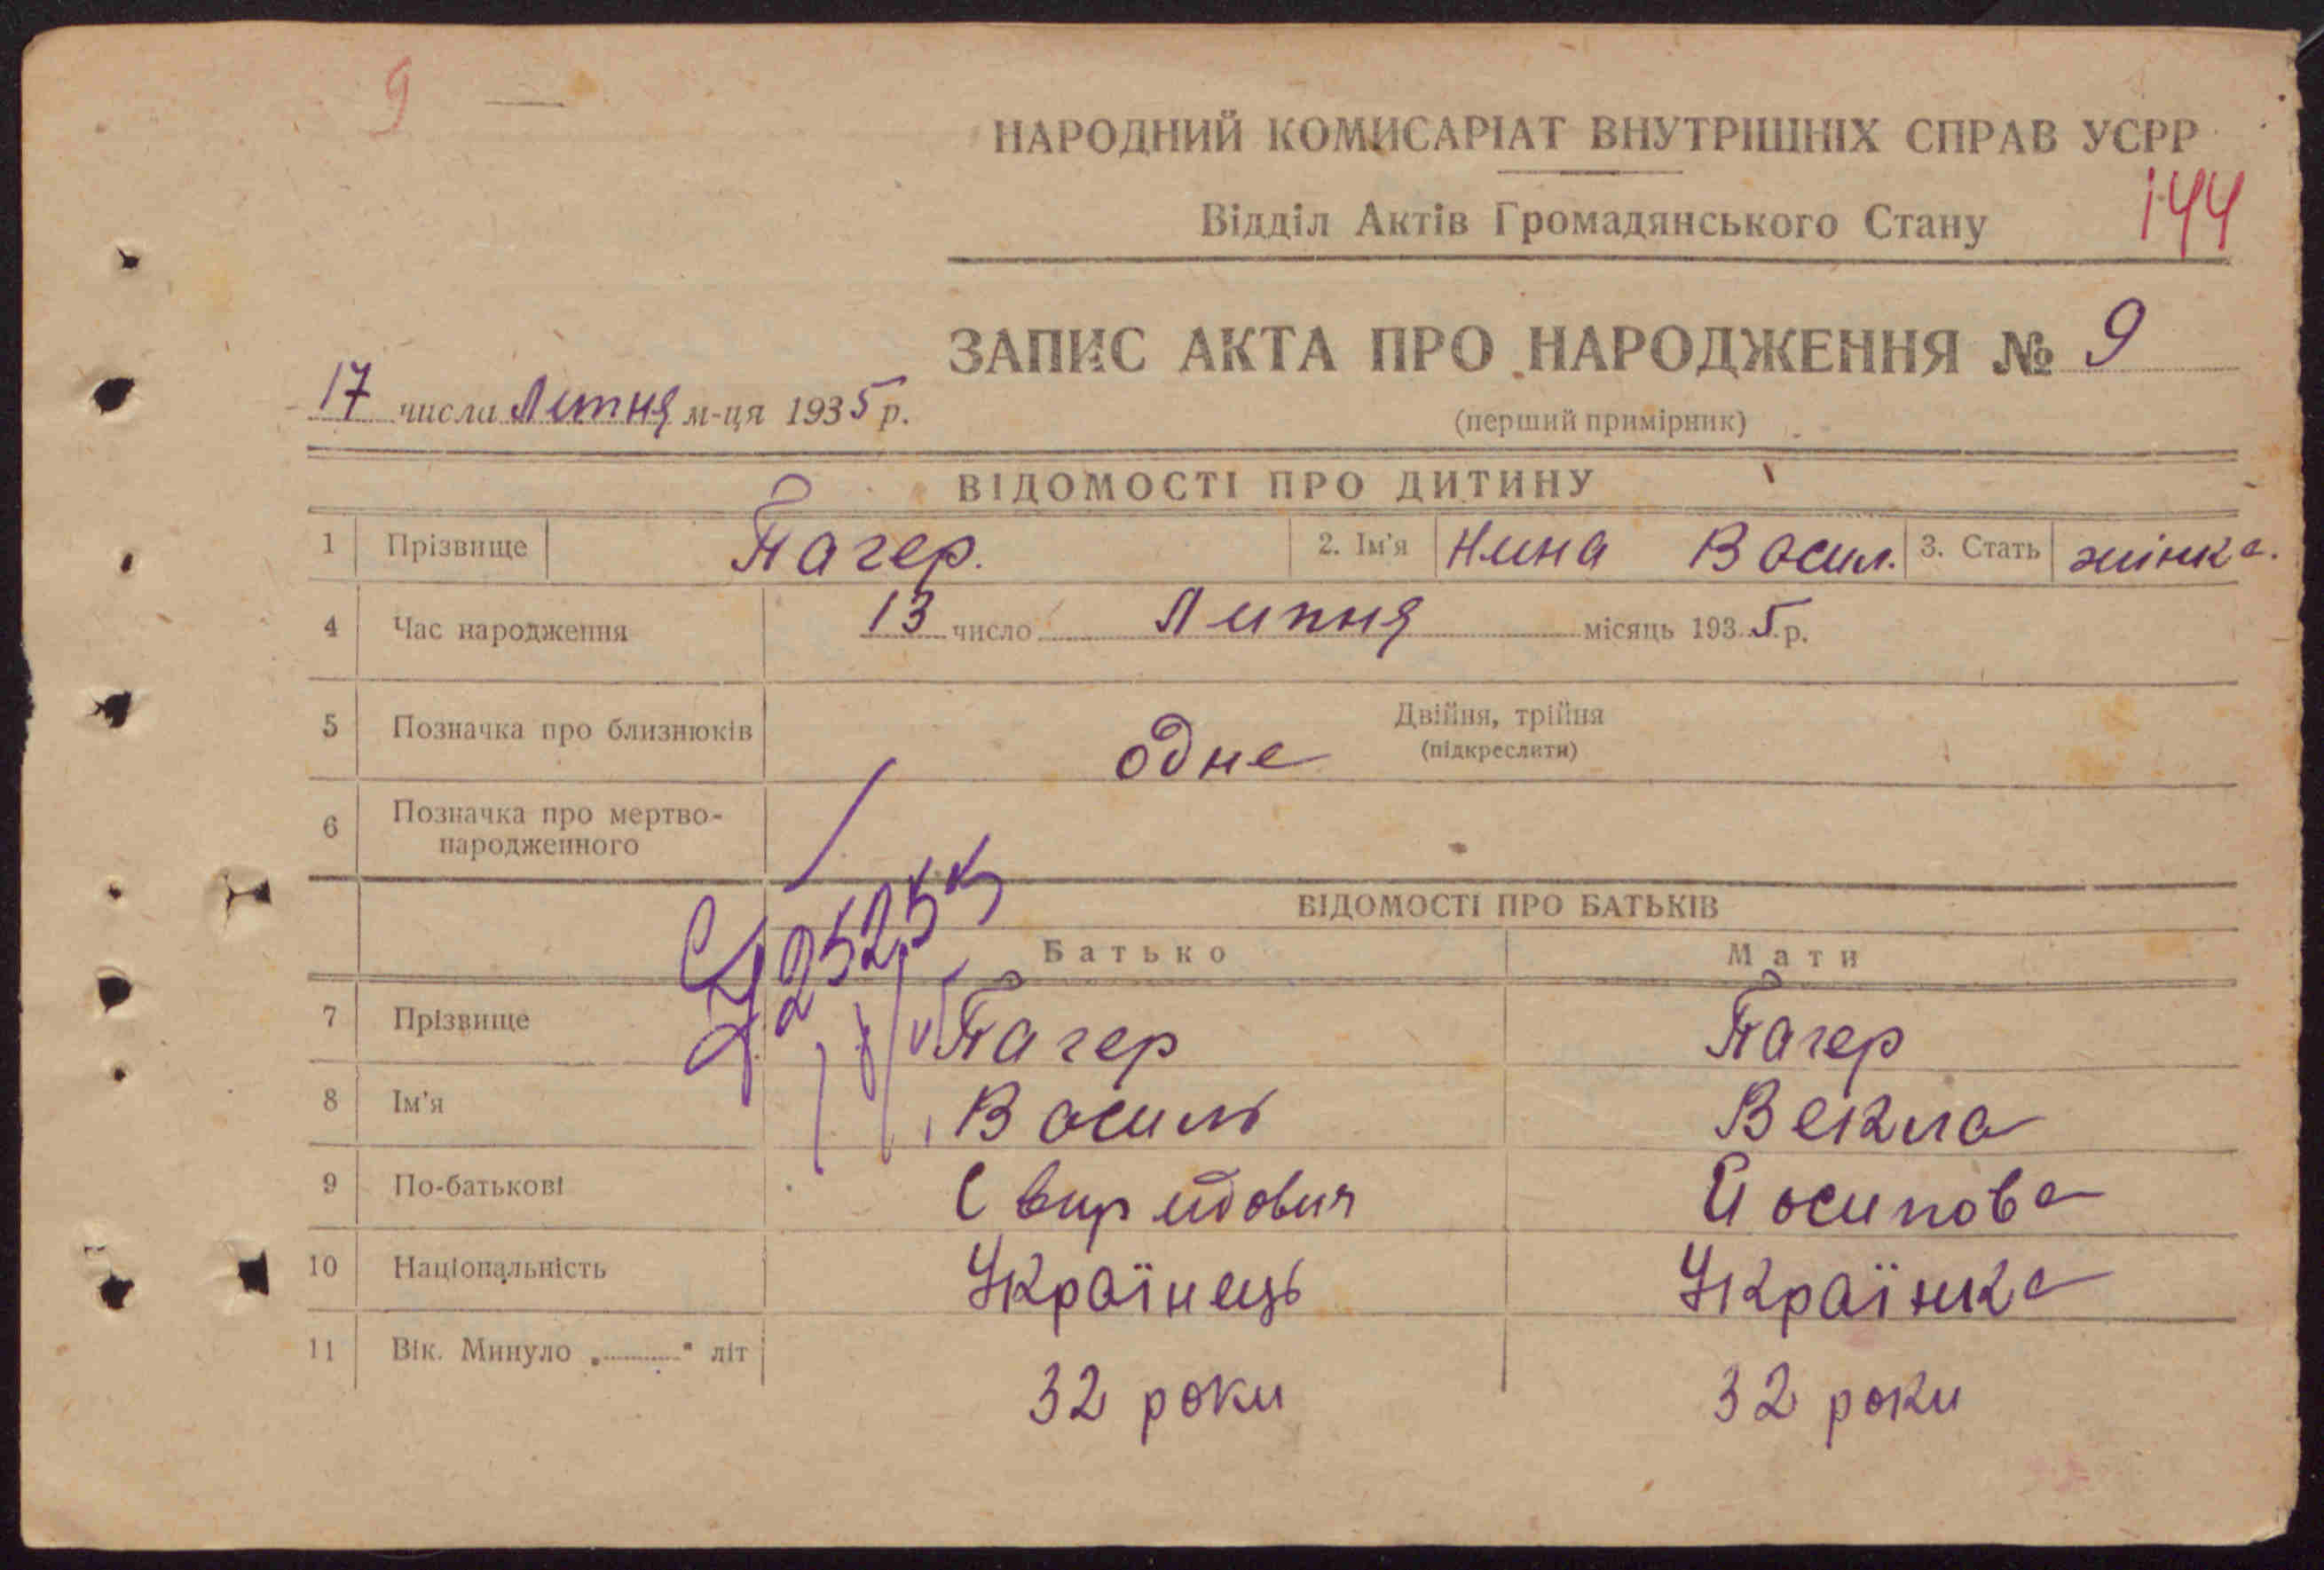 9
НАРОДНИЙ КОМИСАРІАТ ВНУТРІШНІХ СПРАВ УСРР
144
Відділ Актів Громадянського Стану
ЗАПИС АКТА ПРО НАРОДЖЕННЯ № 9
17 числа Липня м-ця 1935 р.
(перший примірник)
ВІДОМОСТІ ПРО ДИТИНУ
1 Прізвище Пагер. 2. Ім'я Нина Васил. 3. Стать жінка.
4 Час народження 13 число Липня місяць 1935 р.
5 Позначка про близнюків одне Двійня, трійня
(підкреслити)
6 Позначка про мертво-
народженного
ВІДОМОСТІ ПРО БАТЬКІВ
Батько Мати
7 Прізвище Пагер Пагер
8 Ім'я Василь Векла
9 По-батькові Свиридович Йосипова
10 Національність Українець Українка
11 Вік. Минуло „ " літ 32 роки 32 роки